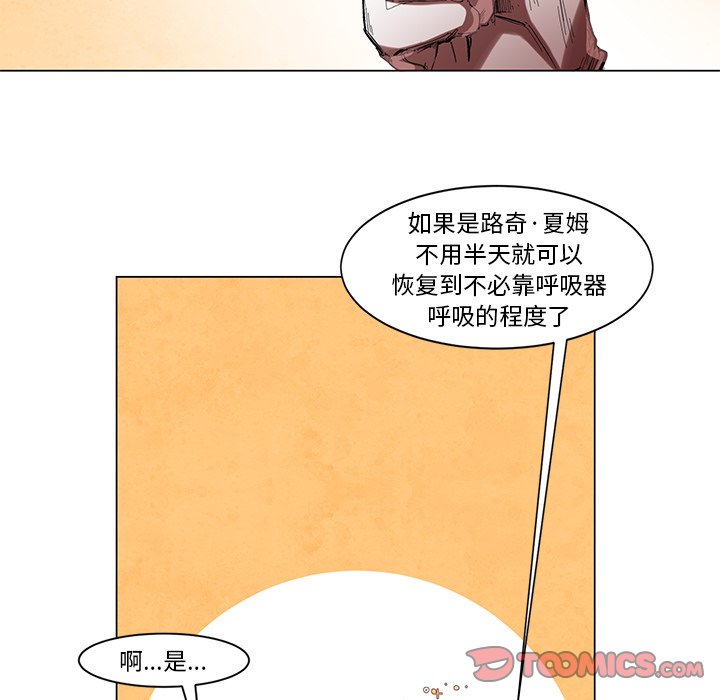 如果是路奇·夏姆
不用半天就可以
恢复到不必靠呼吸器
呼吸的程度了
啊...是...
TOOMICS.COM